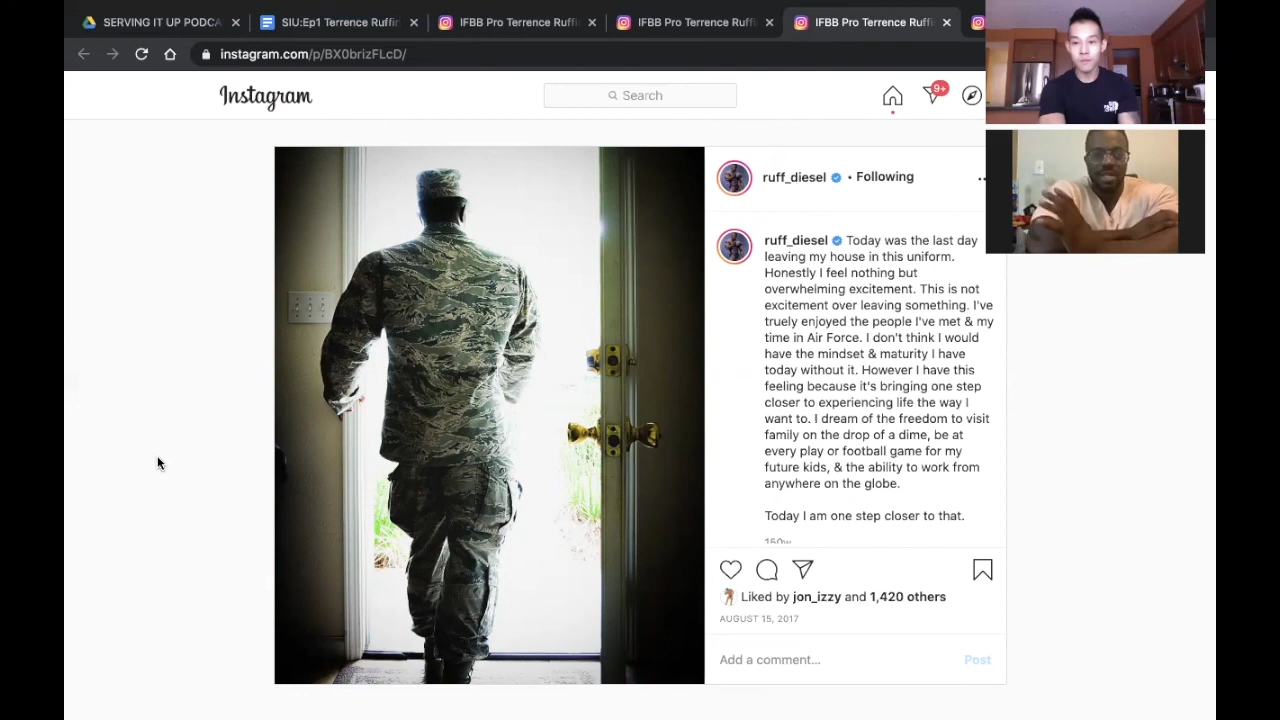 SERVING IT UP PODCA
SIU:Ep1 Terrence Ruffin
IFBB Pro Terrence Ruffi
IFBB Pro Terrence Ruffi
IFBB Pro Terrence Ruffin
instagram.com/p/BX0brizFLcD/
Instagram
Search
9+
ruff_diesel • Following
ruff_diesel Today was the last day
leaving my house in this uniform.
Honestly I feel nothing but
overwhelming excitement. This is not
excitement over leaving something. I've
truely enjoyed the people I've met & my
time in Air Force. I don't think I would
have the mindset & maturity I have
today without it. However I have this
feeling because it's bringing one step
closer to experiencing life the way I
want to. I dream of the freedom to visit
family on the drop of a dime, be at
every play or football game for my
future kids, & the ability to work from
anywhere on the globe.
Today I am one step closer to that.
150w
Liked by jon_izzy and 1,420 others
AUGUST 15, 2017
Add a comment...
Post